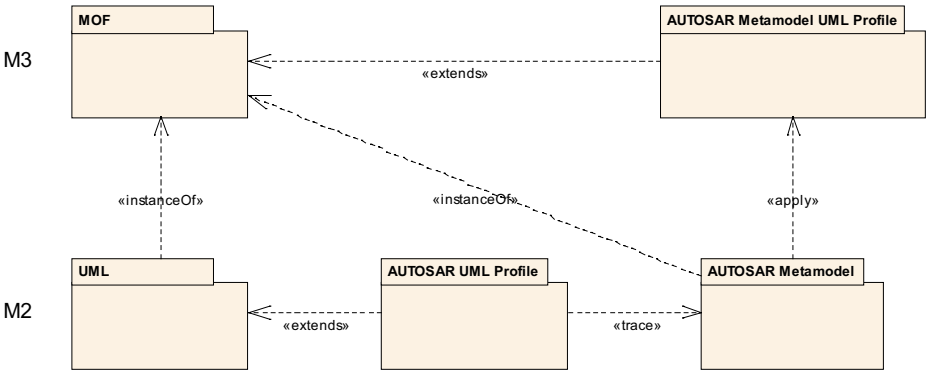 MOF
AUTOSAR Metamodel UML Profile
M3
«extends»
«instanceOf»
«instanceOf»
«apply»
UML
AUTOSAR UML Profile
AUTOSAR Metamodel
M2
«extends»
«trace»